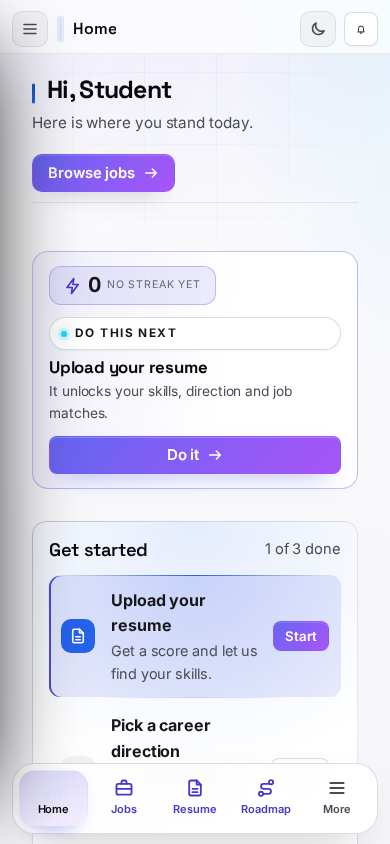 Home
Hi, Student
Here is where you stand today.
Browse jobs →
0 NO STREAK YET
DO THIS NEXT
Upload your resume
It unlocks your skills, direction and job
matches.
Do it →
Get started
1 of 3 done
Upload your
resume
Get a score and let us
find your skills.
Start
Pick a career
direction
Home
Jobs
Resume
Roadmap
More